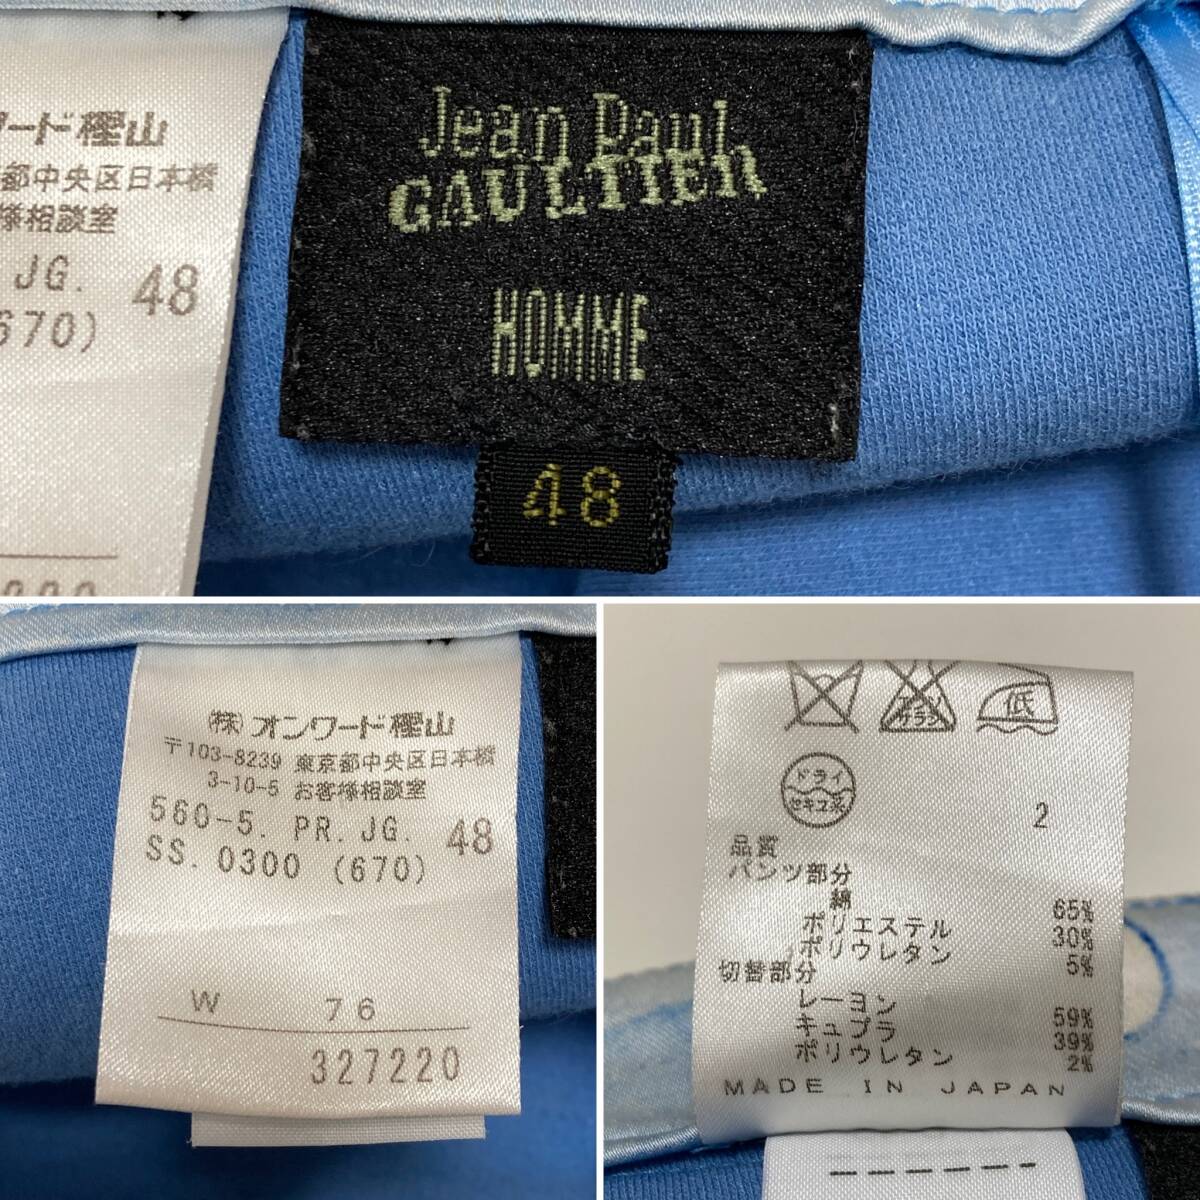 ワード樫山
都中央区日本橋
様相談室
JG. 48
670)
Jean Paul
GAULTIER
HOMME
48
㈱オンワード樫山
〒103-8239 東京都中央区日本橋
3-10-5 お客様相談室
560-5. PR. JG. 48
SS. 0300 (670)
W 76
327220
低
ドライ
セキユ系
2
品質
パンツ部分
綿 65%
ポリエステル 30%
ポリウレタン 5%
切替部分
レーヨン 59%
キュプラ 39%
ポリウレタン 2%
MADE IN JAPAN